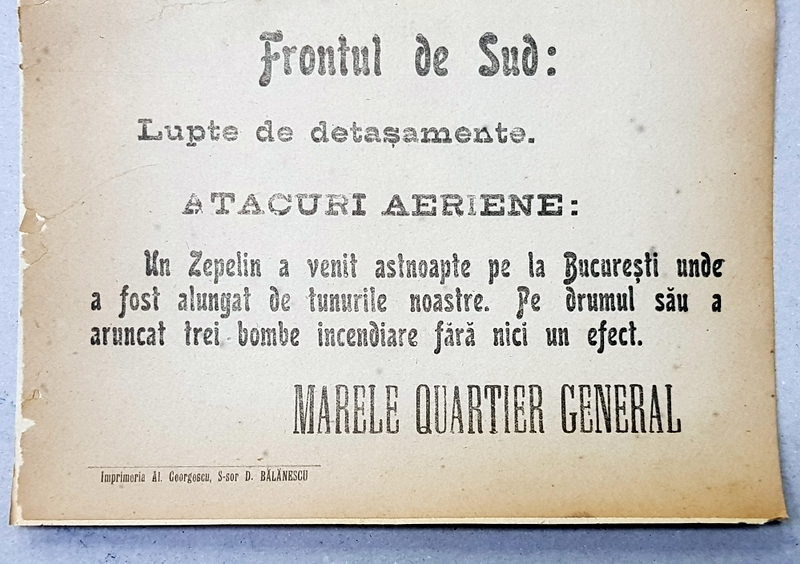 Frontul de Sud:
Lupte de detașamente.
ATACURI AERIENE:
Un Zepelin a venit astnoapte pe la București unde
a fost alungat de tunurile noastre. Pe drumul său a
aruncat trei bombe incendiare fără nici un efect.
MARELE QUARTIER GENERAL
Imprimeria Al. Georgescu, S-sor D. BĂLĂNESCU